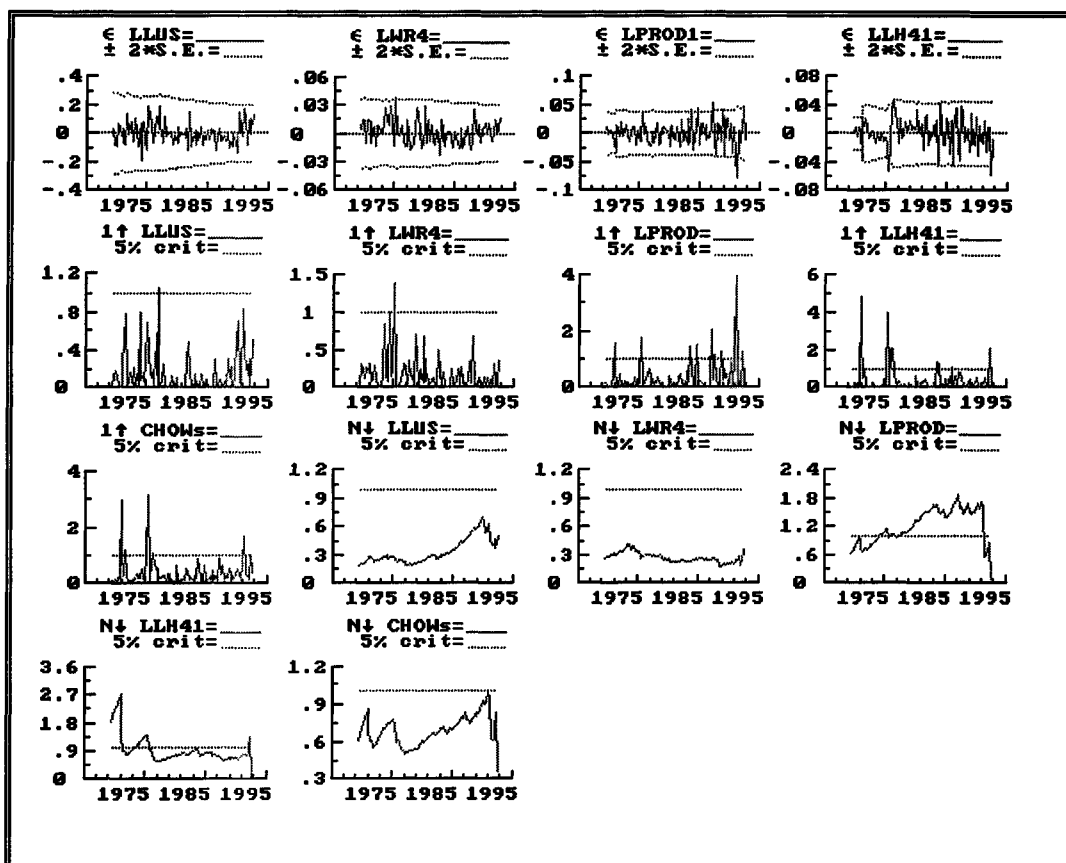 € LLUS=
± 2*S.E.=
€ LWR4=
± 2*S.E.=
€ LPROD1=
± 2*S.E.=
€ LLH41=
± 2*S.E.=
.4
.2
0
-.2
-.4
1975 1985 1995
.06
.03
0
-.03
-.06
1975 1985 1995
.1
.05
0
-.05
-.1
1975 1985 1995
.08
.04
0
-.04
-.08
1975 1985 1995
1↑ LLUS=
5% crit=
1↑ LWR4=
5% crit=
1↑ LPROD=
5% crit=
1↑ LLH41=
5% crit=
1.2
.8
.4
0
1975 1985 1995
1.5
1
.5
0
1975 1985 1995
4
2
0
1975 1985 1995
6
4
2
0
1975 1985 1995
1↑ CHOWs=
5% crit=
N↓ LLUS=
5% crit=
N↓ LWR4=
5% crit=
N↓ LPROD=
5% crit=
4
2
0
1975 1985 1995
1.2
.9
.6
.3
0
1975 1985 1995
1.2
.9
.6
.3
0
1975 1985 1995
2.4
1.8
1.2
.6
0
1975 1985 1995
N↓ LLH41=
5% crit=
N↓ CHOWs=
5% crit=
3.6
2.7
1.8
.9
0
1975 1985 1995
1.2
.9
.6
.3
1975 1985 1995